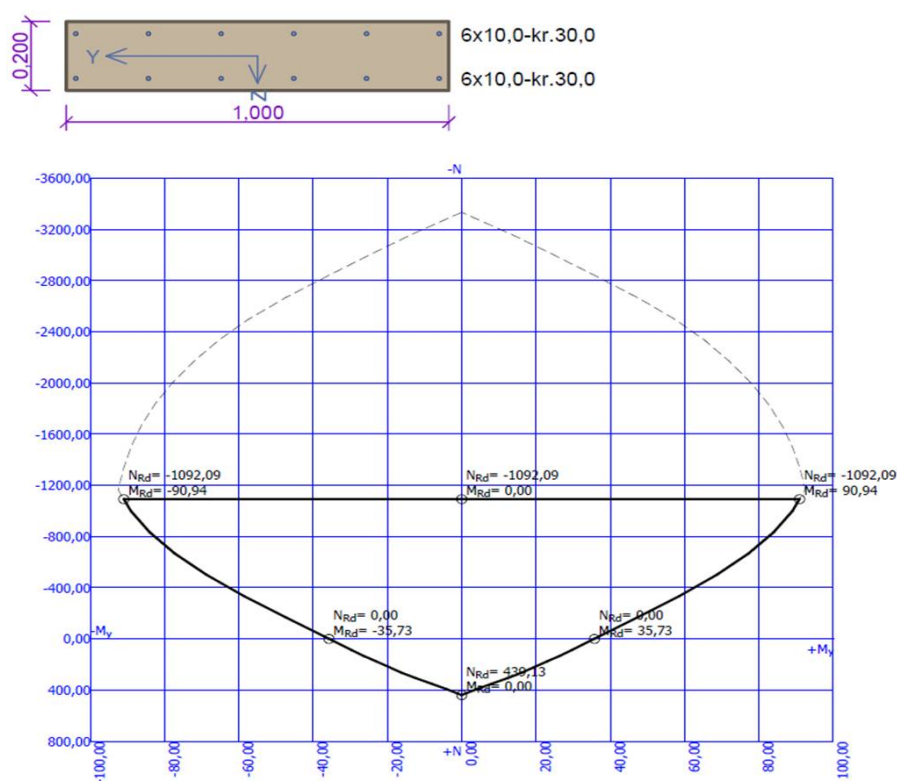 6x10,0-kr.30,0
0,200
Y
6x10,0-kr.30,0
Z
1,000
-N
-3600,00
-3200,00
-2800,00
-2400,00
-2000,00
-1600,00
NRd= -1092,09
MRd= -90,94
NRd= -1092,09
MRd= 0,00
NRd= -1092,09
MRd= 90,94
-1200,00
-800,00
-400,00
NRd= 0,00
MRd= -35,73
NRd= 0,00
MRd= 35,73
0,00
-My
+My
NRd= 439,13
MRd= 0,00
400,00
800,00
+N
-100,00
-80,00
-60,00
-40,00
-20,00
0,00
20,00
40,00
60,00
80,00
100,00